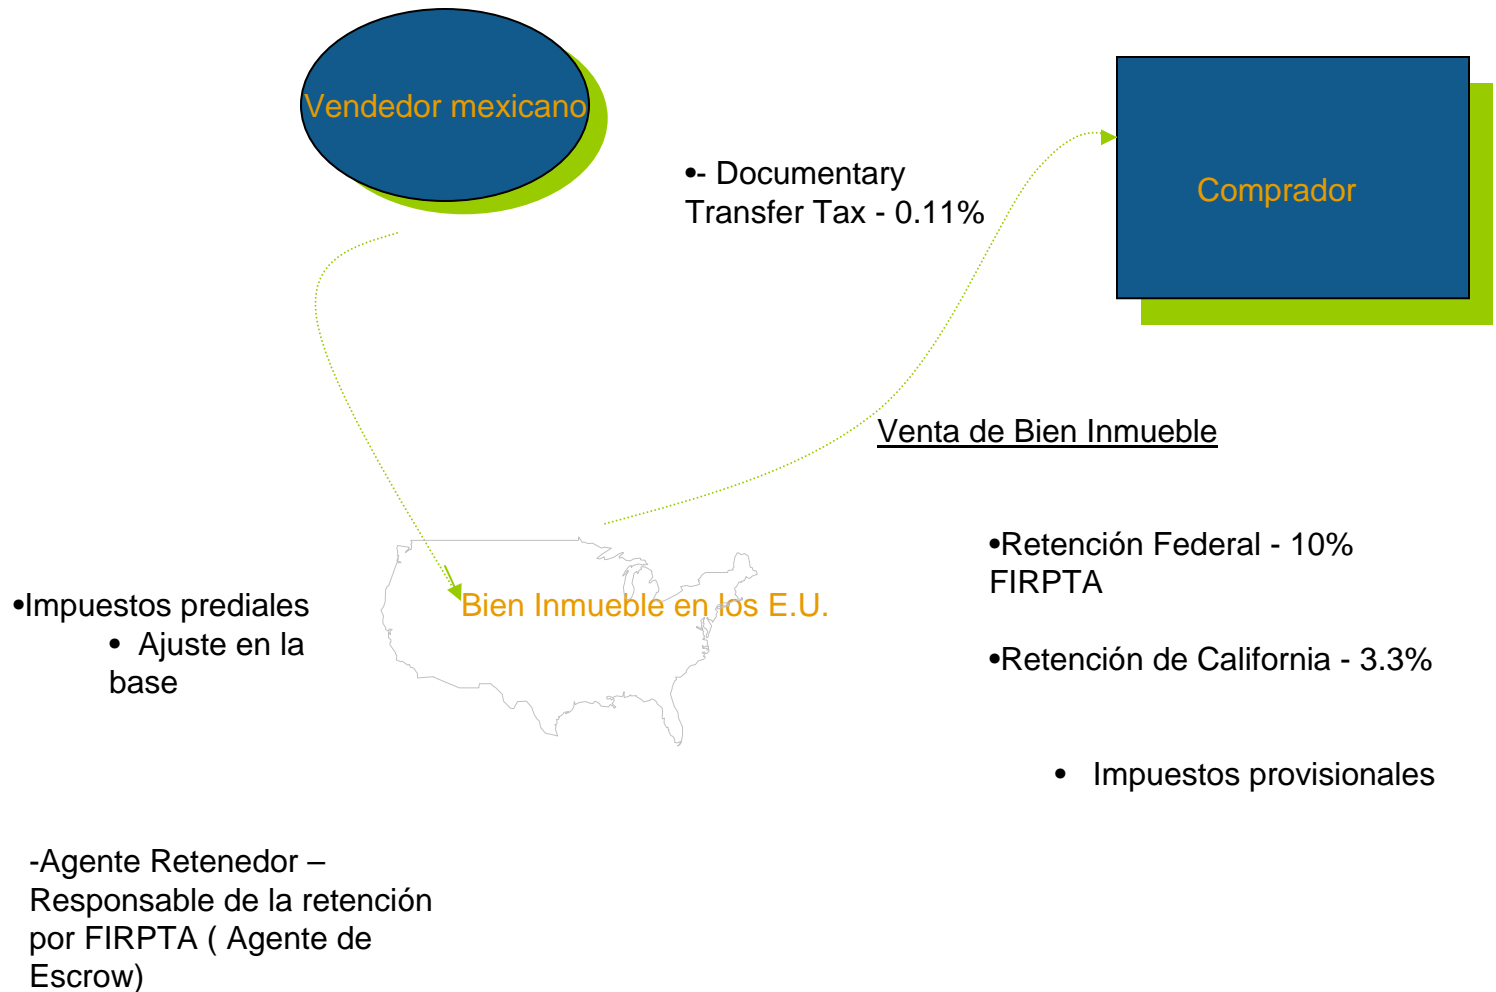 Vendedor mexicano
•- Documentary
Transfer Tax - 0.11%
Comprador
Venta de Bien Inmueble
•Retención Federal - 10%
FIRPTA
•Impuestos prediales
• Ajuste en la
base
Bien Inmueble en los E.U.
•Retención de California - 3.3%
• Impuestos provisionales
-Agente Retenedor –
Responsable de la retención
por FIRPTA ( Agente de
Escrow)